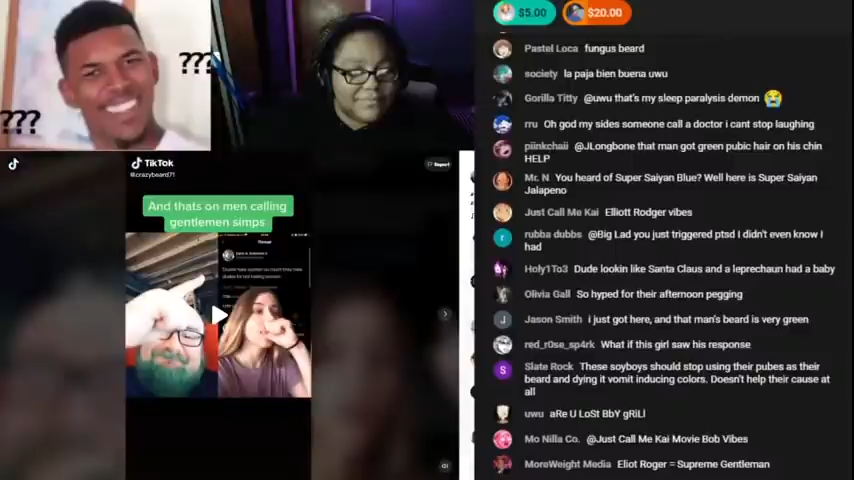 $5.00
$20.00
???
???
Pastel Loca fungus beard
society la paja bien buena uwu
Gorilla Titty @uwu that's my sleep paralysis demon 😭
rru Oh god my sides someone call a doctor i cant stop laughing
piinkchaii @JLongbone that man got green pubic hair on his chin
HELP
Mr. N You heard of Super Saiyan Blue? Well here is Super Saiyan
Jalapeno
Just Call Me Kai Elliott Rodger vibes
rubba dubbs @Big Lad you just triggered ptsd I didn't even know I
had
Holy1To3 Dude lookin like Santa Claus and a leprechaun had a baby
Olivia Gall So hyped for their afternoon pegging
Jason Smith i just got here, and that man's beard is very green
red_r0se_sp4rk What if this girl saw his response
Slate Rock These soyboys should stop using their pubes as their
beard and dying it vomit inducing colors. Doesn't help their cause at
all
uwu aRe U LoSt BbY gRiLl
Mo Nilla Co. @Just Call Me Kai Movie Bob Vibes
MoreWeight Media Eliot Roger = Supreme Gentleman
TikTok
@crazybeard71
Report
And thats on men calling
gentlemen simps
Thread